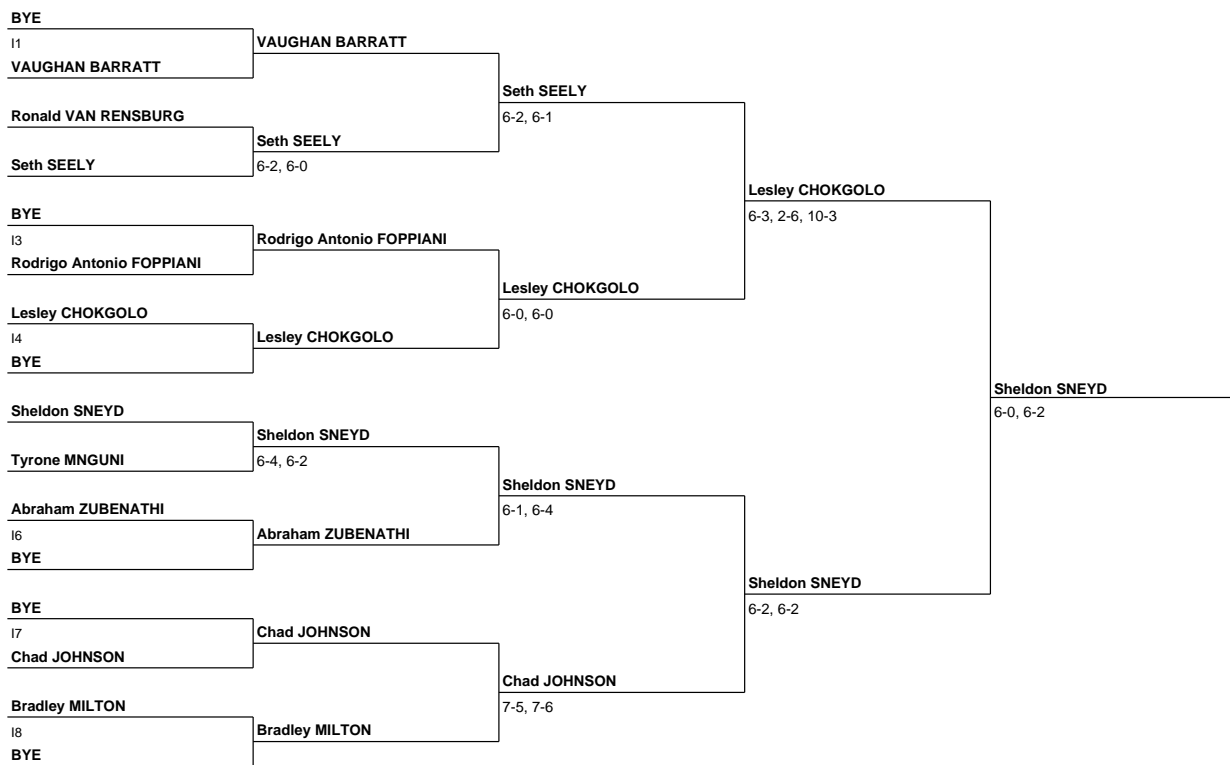 BYE
I1
VAUGHAN BARRATT
VAUGHAN BARRATT
Seth SEELY
6-2, 6-1
Ronald VAN RENSBURG
Seth SEELY
6-2, 6-0
Seth SEELY
Lesley CHOKGOLO
6-3, 2-6, 10-3
BYE
I3
Rodrigo Antonio FOPPIANI
Rodrigo Antonio FOPPIANI
Lesley CHOKGOLO
6-0, 6-0
Lesley CHOKGOLO
I4
Lesley CHOKGOLO
BYE
Sheldon SNEYD
6-0, 6-2
Sheldon SNEYD
Sheldon SNEYD
6-4, 6-2
Tyrone MNGUNI
Sheldon SNEYD
6-1, 6-4
Abraham ZUBENATHI
I6
Abraham ZUBENATHI
BYE
Sheldon SNEYD
6-2, 6-2
BYE
I7
Chad JOHNSON
Chad JOHNSON
Chad JOHNSON
7-5, 7-6
Bradley MILTON
I8
Bradley MILTON
BYE